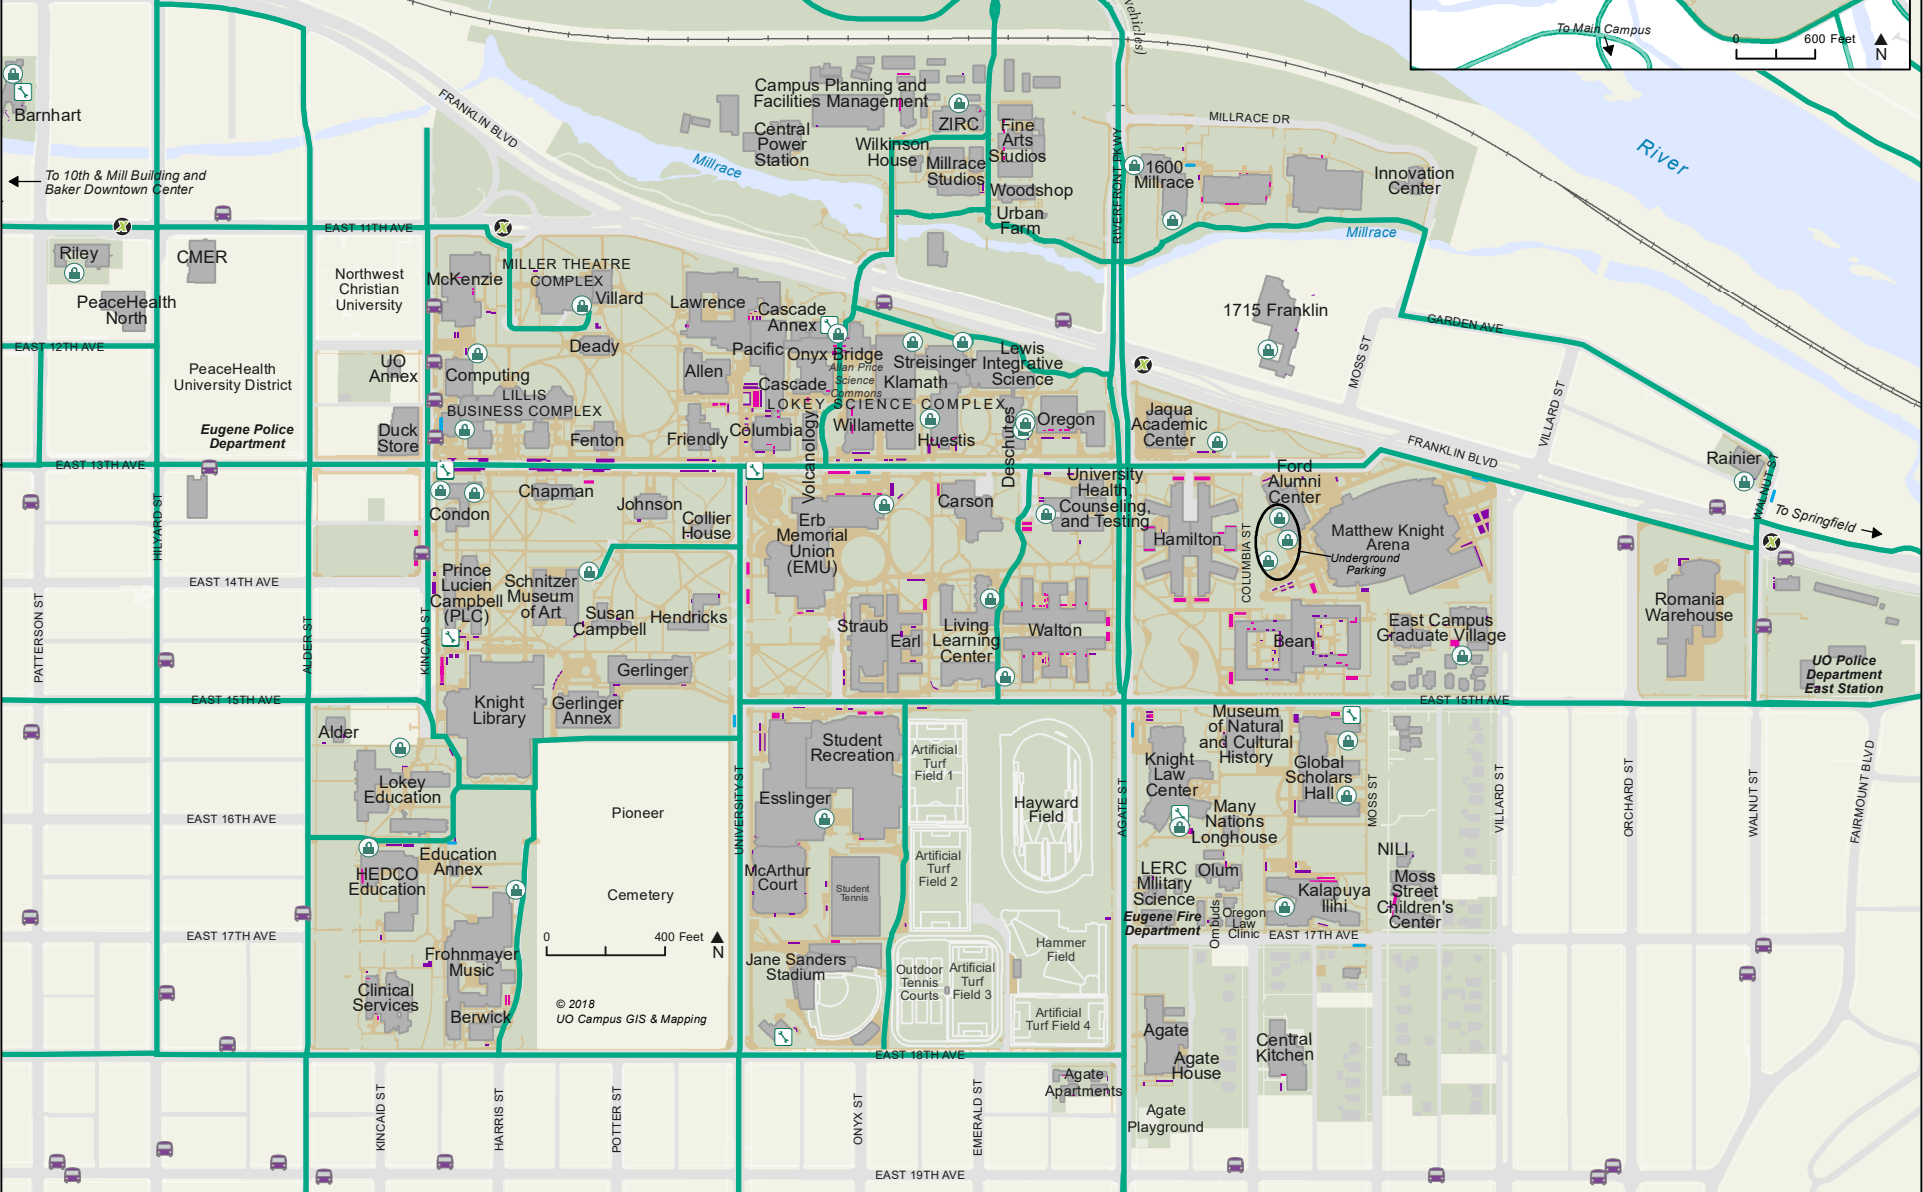 vehicles)
To Main Campus
0
600 Feet
N
Barnhart
FRANKLIN BLVD
Campus Planning and
Facilities Management
ZIRC
Central
Power
Station
Fine
Arts
Studios
Wilkinson
House
Millrace
Studios
Woodshop
Urban
Farm
Millrace
MILLRACE DR
RIVERFRONT PKWY
1600
Millrace
Innovation
Center
River
Millrace
To 10th & Mill Building and
Baker Downtown Center
X
X
EAST 11TH AVE
Riley
CMER
PeaceHealth
North
Northwest
Christian
University
McKenzie
MILLER THEATRE
COMPLEX
Villard
Deady
Lawrence
Cascade
Annex
Pacific
Onyx Bridge
Allan Price
Science
Commons
Streisinger
Klamath
Lewis
Integrative
Science
1715 Franklin
GARDEN AVE
MOSS ST
VILLARD ST
X
EAST 12TH AVE
PeaceHealth
University District
UO
Annex
Computing
Allen
Cascade
LOKEY SCIENCE COMPLEX
LILLIS
BUSINESS COMPLEX
Eugene Police
Department
Duck
Store
Fenton
Friendly
Columbia
Volcanology
Willamette
Huestis
Deschutes
Oregon
Jaqua
Academic
Center
FRANKLIN BLVD
Rainier
WALNUT ST
To Springfield
X
EAST 13TH AVE
HILYARD ST
Condon
Chapman
Johnson
Collier
House
Erb
Memorial
Union
(EMU)
Carson
University
Health,
Counseling,
and Testing
Hamilton
COLUMBIA ST
Ford
Alumni
Center
Matthew Knight
Arena
Underground
Parking
EAST 14TH AVE
PATTERSON ST
ALDER ST
KINCAID ST
Prince
Lucien
Campbell
(PLC)
Schnitzer
Museum
of Art
Susan
Campbell
Hendricks
Straub
Earl
Living
Learning
Center
Walton
Bean
East Campus
Graduate Village
Romania
Warehouse
UO Police
Department
East Station
Gerlinger
Knight
Library
Gerlinger
Annex
EAST 15TH AVE
EAST 15TH AVE
Alder
Lokey
Education
Student
Recreation
Artificial
Turf
Field 1
Museum
of Natural
and Cultural
History
Knight
Law
Center
Global
Scholars
Hall
Esslinger
Hayward
Field
Many
Nations
Longhouse
MOSS ST
VILLARD ST
ORCHARD ST
WALNUT ST
FAIRMOUNT BLVD
EAST 16TH AVE
Pioneer
Cemetery
UNIVERSITY ST
AGATE ST
Education
Annex
HEDCO
Education
McArthur
Court
Student
Tennis
Artificial
Turf
Field 2
LERC
MIlitary
Science
Olum
NILI
Moss
Street
Children's
Center
Kalapuya
Ilihi
Eugene Fire
Department
Ombuds
Oregon
Law
Clinic
EAST 17TH AVE
EAST 17TH AVE
0
400 Feet
N
Frohnmayer
Music
Clinical
Services
Berwick
Jane Sanders
Stadium
Outdoor
Tennis
Courts
Artificial
Turf
Field 3
Hammer
Field
Artificial
Turf Field 4
© 2018
UO Campus GIS & Mapping
Agate
Agate
House
Central
Kitchen
EAST 18TH AVE
Agate
Apartments
Agate
Playground
KINCAID ST
HARRIS ST
POTTER ST
ONYX ST
EMERALD ST
EAST 19TH AVE